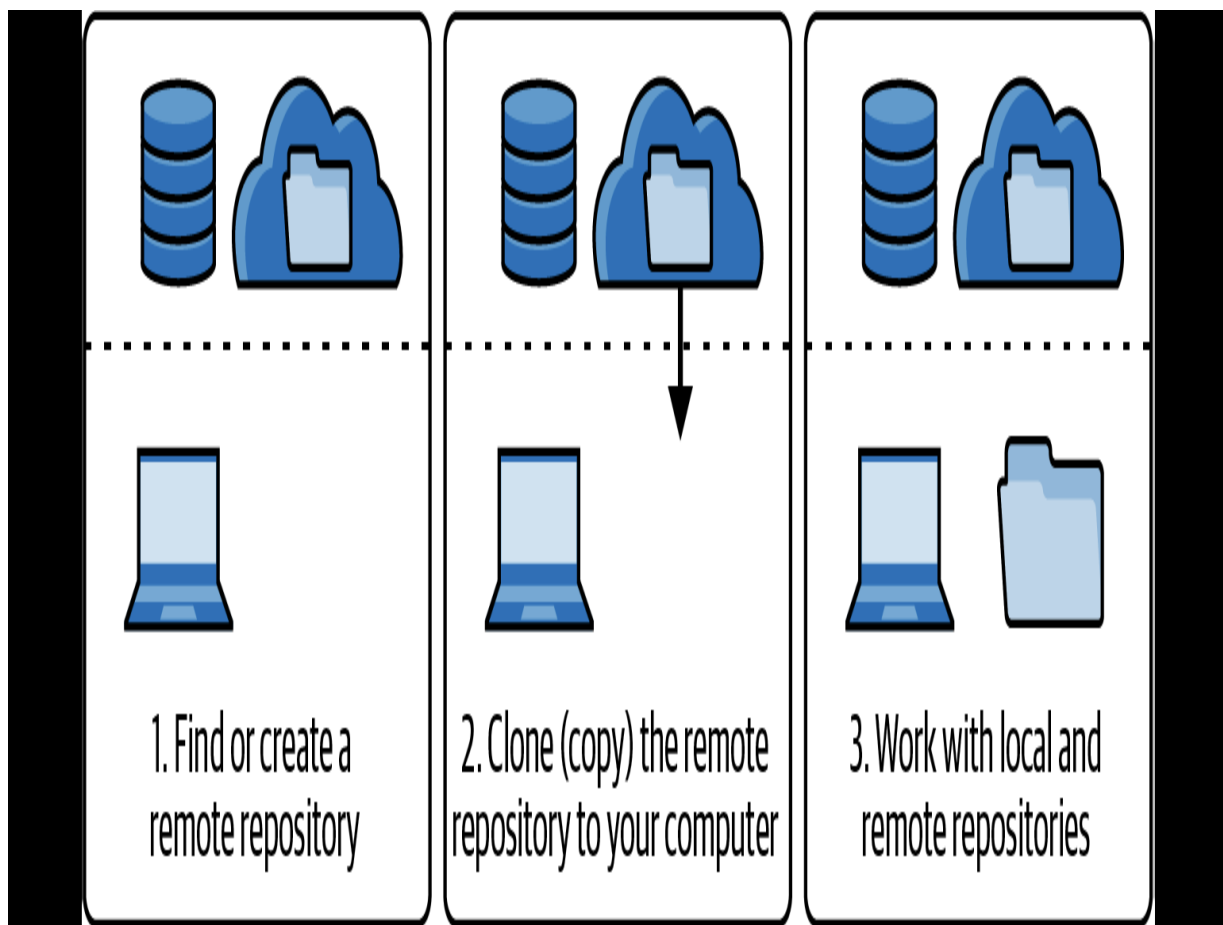 1. Find or create a
remote repository
2. Clone (copy) the remote
repository to your computer
3. Work with local and
remote repositories